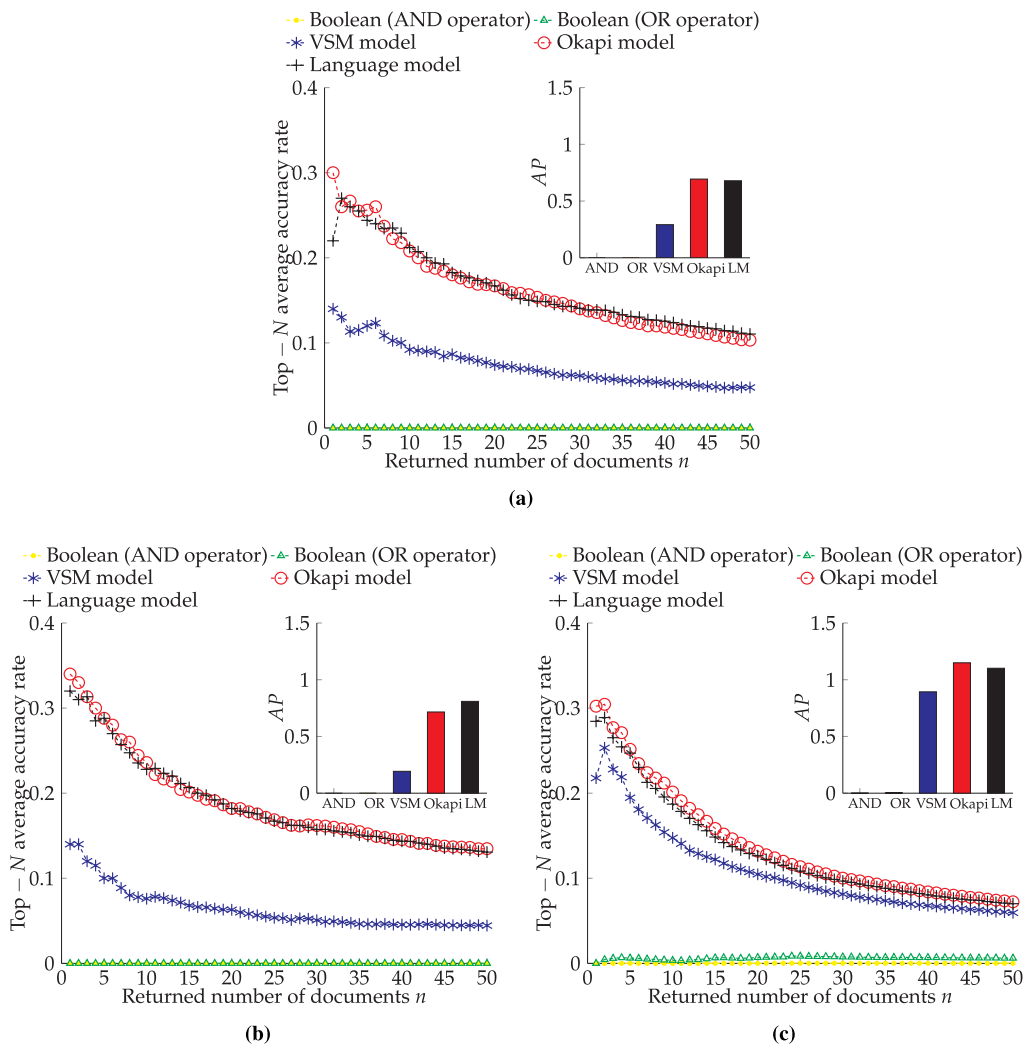 Boolean (AND operator) Boolean (OR operator)
VSM model Okapi model
Language model
0.4
0.3
0.2
0.1
0
Top − N average accuracy rate
1.5
1
0.5
0
AP
AND OR VSM Okapi LM
0 5 10 15 20 25 30 35 40 45 50
Returned number of documents n
(a)
Boolean (AND operator) Boolean (OR operator)
VSM model Okapi model
Language model
0.4
0.3
0.2
0.1
0
Top − N average accuracy rate
1.5
1
0.5
0
AP
AND OR VSM Okapi LM
0 5 10 15 20 25 30 35 40 45 50
Returned number of documents n
(b)
Boolean (AND operator) Boolean (OR operator)
VSM model Okapi model
Language model
0.4
0.3
0.2
0.1
0
Top − N average accuracy rate
1.5
1
0.5
0
AP
AND OR VSM Okapi LM
0 5 10 15 20 25 30 35 40 45 50
Returned number of documents n
(c)